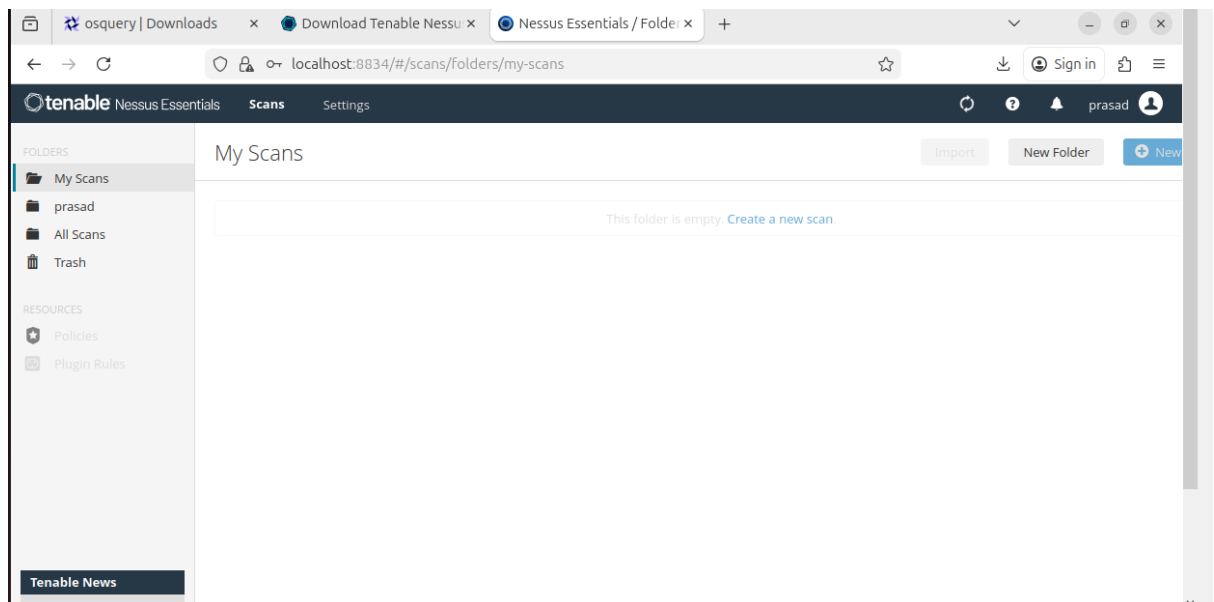 osquery | Downloads
Download Tenable Nessu
Nessus Essentials / Folder
localhost:8834/#/scans/folders/my-scans
Sign in
tenable Nessus Essentials
Scans
Settings
prasad
FOLDERS
My Scans
prasad
All Scans
Trash
RESOURCES
Policies
Plugin Rules
Tenable News
My Scans
Import
New Folder
New
This folder is empty. Create a new scan.